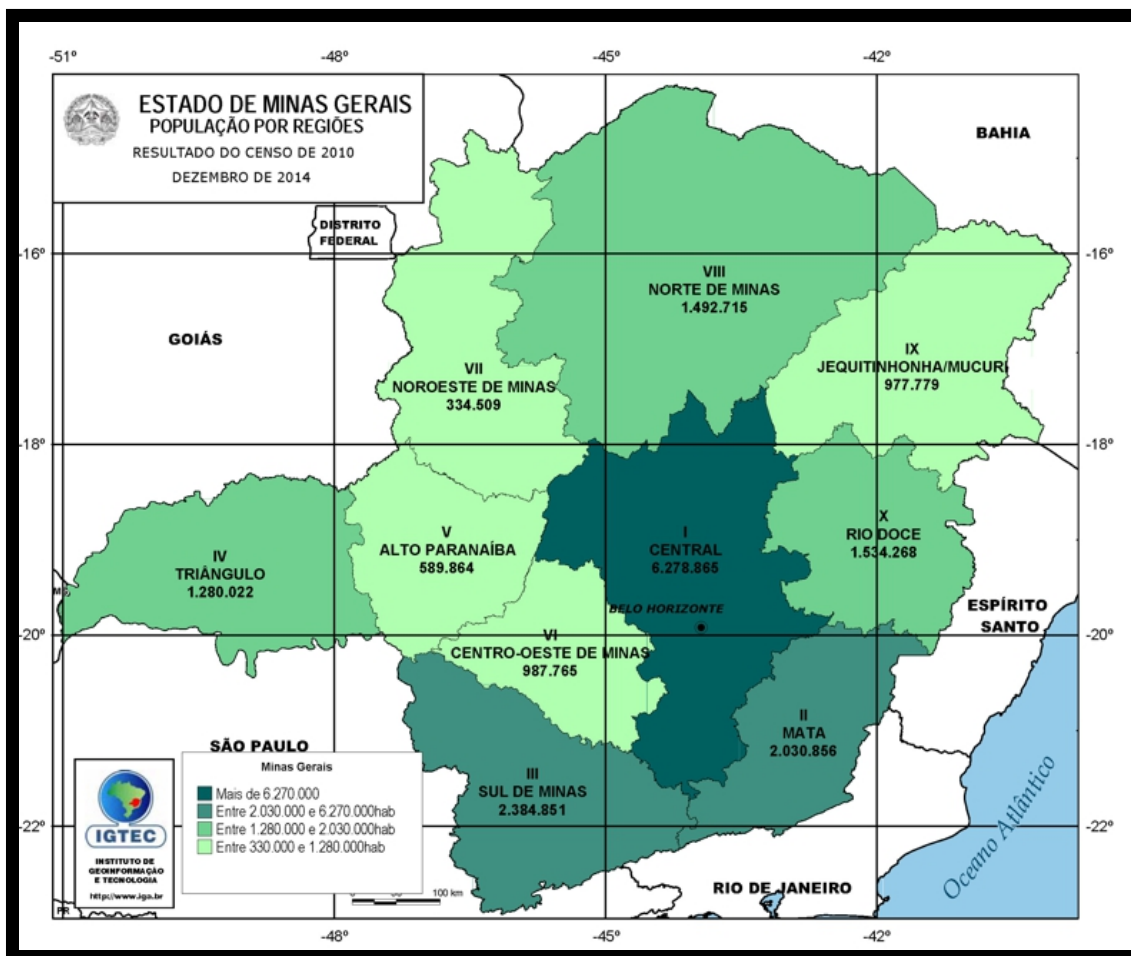 -51º
-48º
-45º
-42º
ESTADO DE MINAS GERAIS
POPULAÇÃO POR REGIÕES
RESULTADO DO CENSO DE 2010
DEZEMBRO DE 2014
BAHIA
DISTRITO
FEDERAL
-16º
-16º
VIII
NORTE DE MINAS
1.492.715
GOIÁS
IX
JEQUITINHONHA/MUCURI
977.779
VII
NOROESTE DE MINAS
334.509
-18º
-18º
X
RIO DOCE
1.534.268
I
CENTRAL
6.278.865
V
ALTO PARANAÍBA
589.864
IV
TRIÂNGULO
1.280.022
BELO HORIZONTE
ESPÍRITO
SANTO
-20º
-20º
VI
CENTRO-OESTE DE MINAS
987.765
II
MATA
2.030.856
SÃO PAULO
III
SUL DE MINAS
2.384.851
Minas Gerais
Mais de 6.270.000
Entre 2.030.000 e 6.270.000hab
Entre 1.280.000 e 2.030.000hab
Entre 330.000 e 1.280.000hab
-22º
-22º
IGTEC
INSTITUTO DE
GEOINFORMAÇÃO
E TECNOLOGIA
http://www.iga.br
100 km
RIO DE JANEIRO
Oceano Atlântico
PR
-48º
-45º
-42º